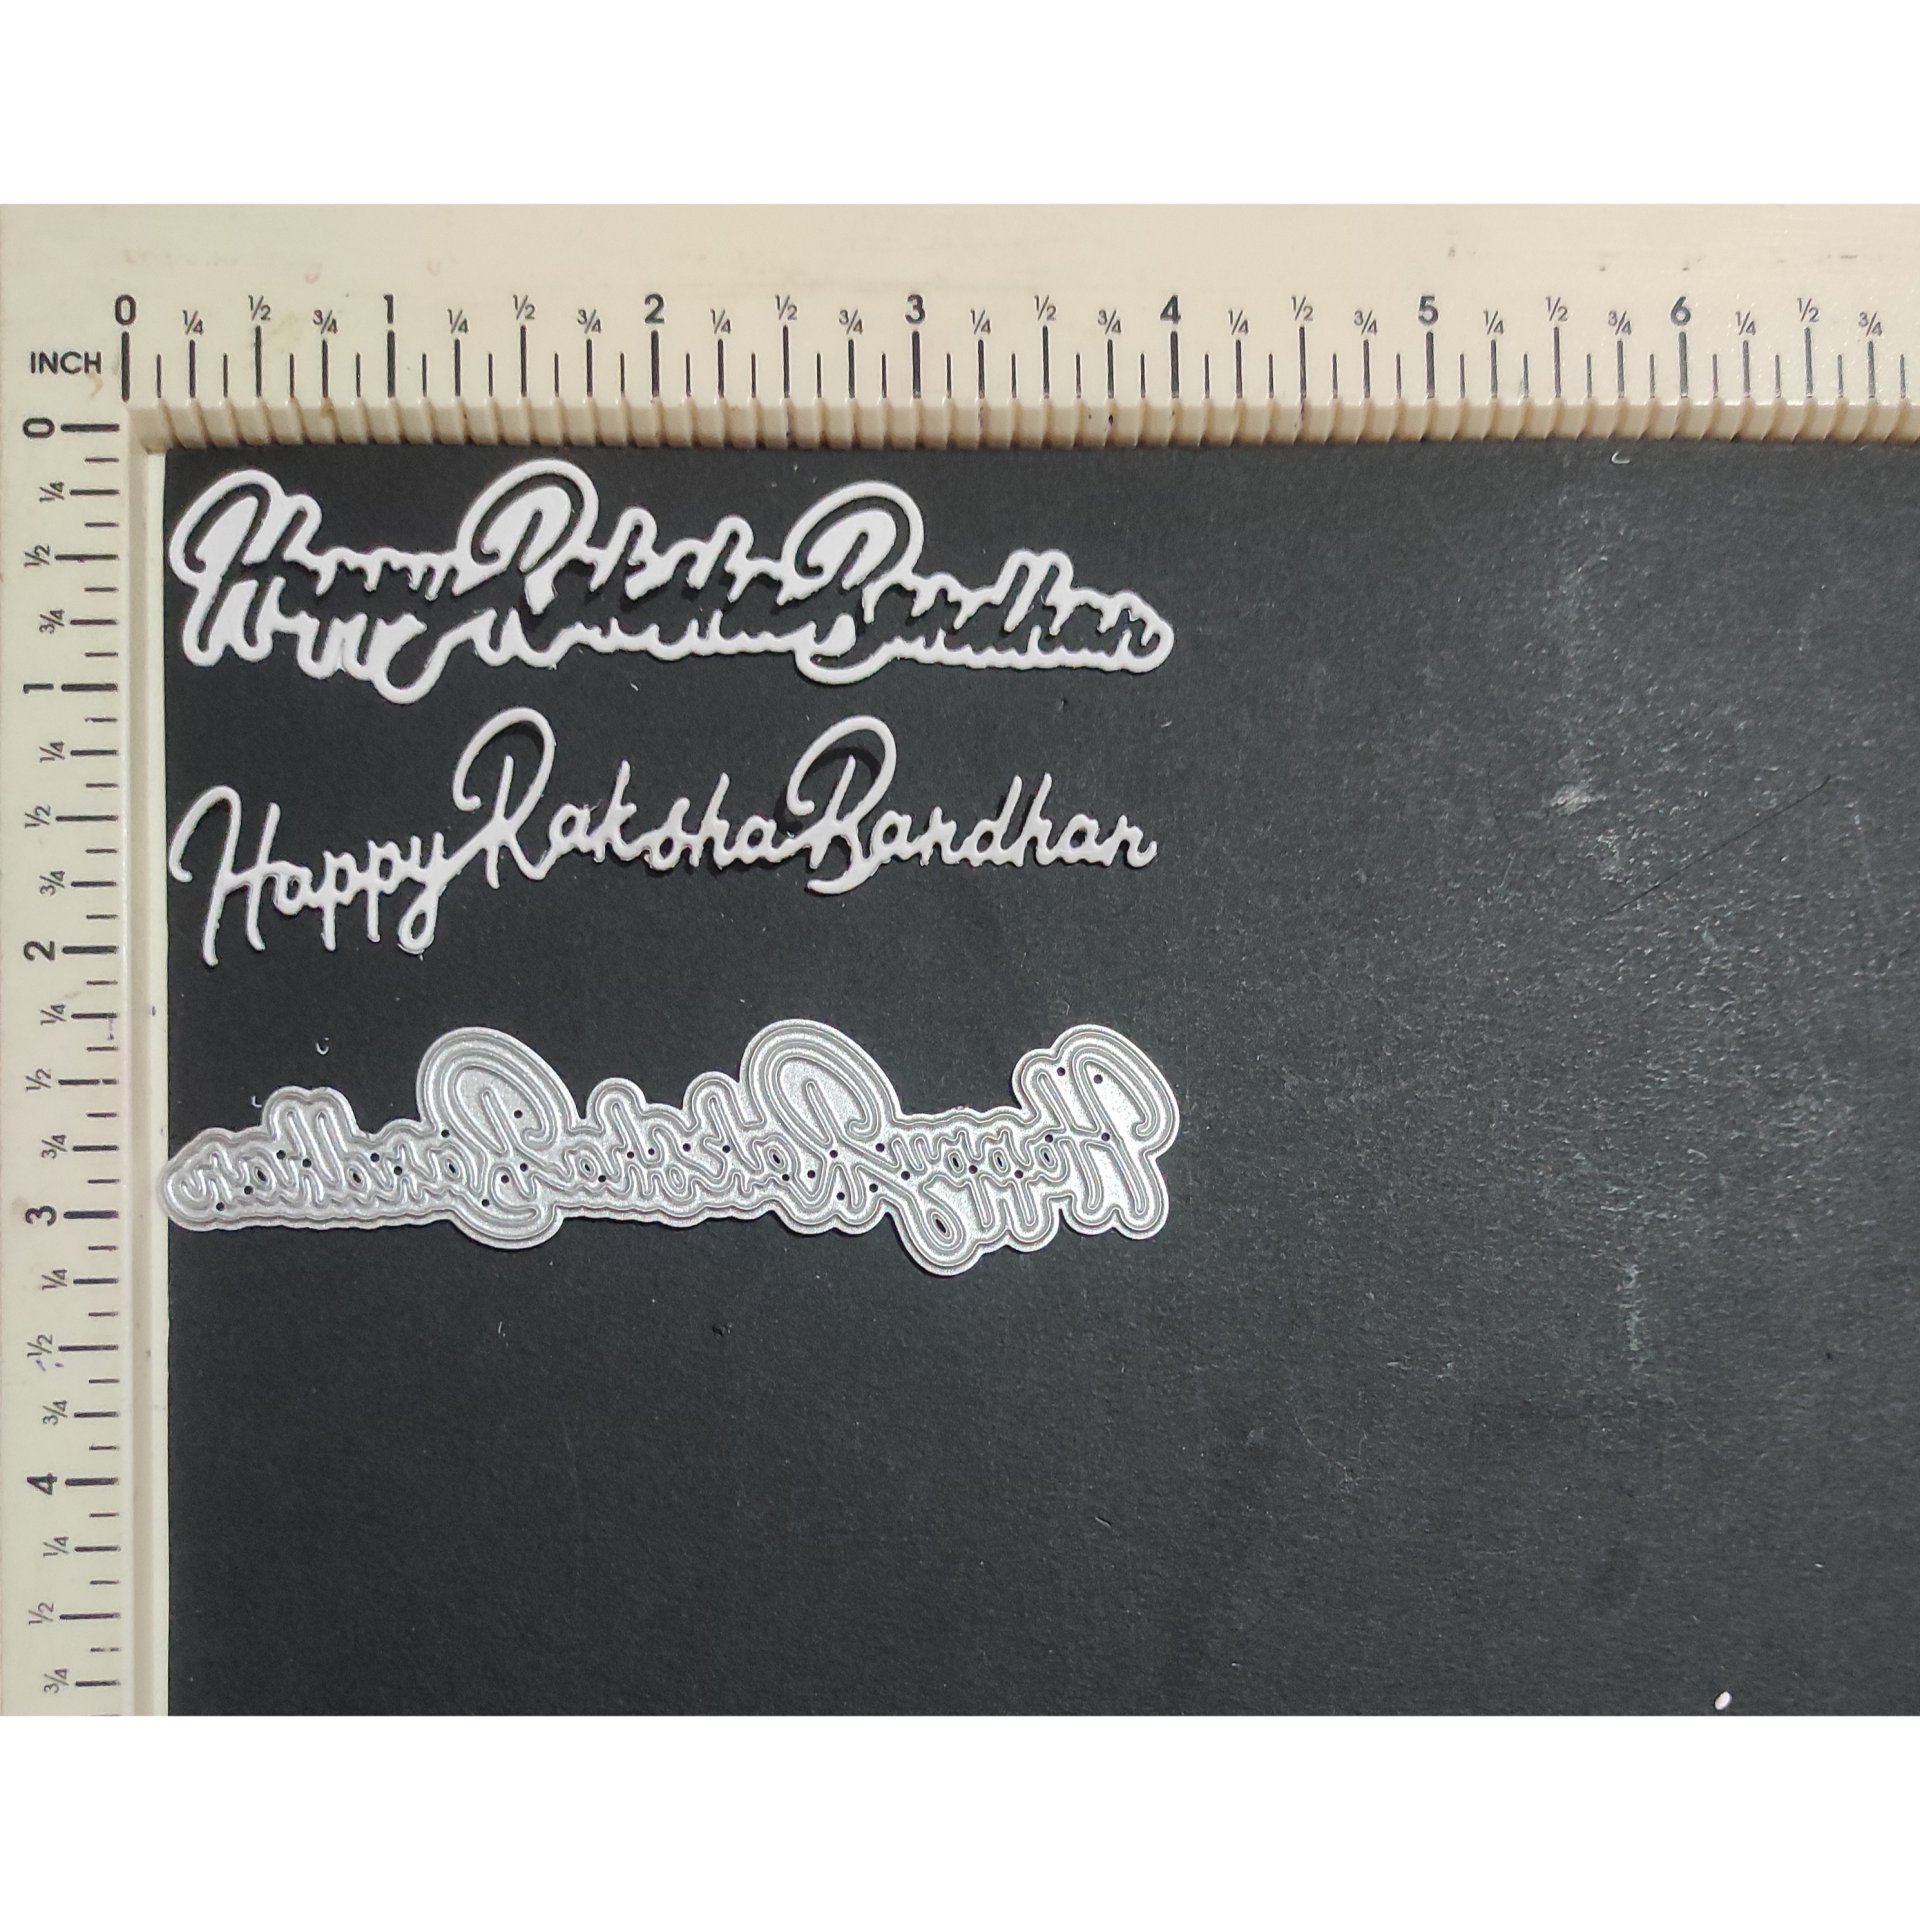 0 ¼ ½ ¾ 1 ¼ ½ ¾ 2 ¼ ½ ¾ 3 ¼ ½ ¾ 4 ¼ ½ ¾ 5 ¼ ½ ¾ 6 ¼ ½ ¾
INCH
0 ¼ ½ ¾ 1 ¼ ½ ¾ 2 ¼ ½ ¾ 3 ¼ ½ ¾ 4 ¼ ½ ¾
Happy Raksha Bandhan
Happy Raksha Bandhan
Happy Raksha Bandhan